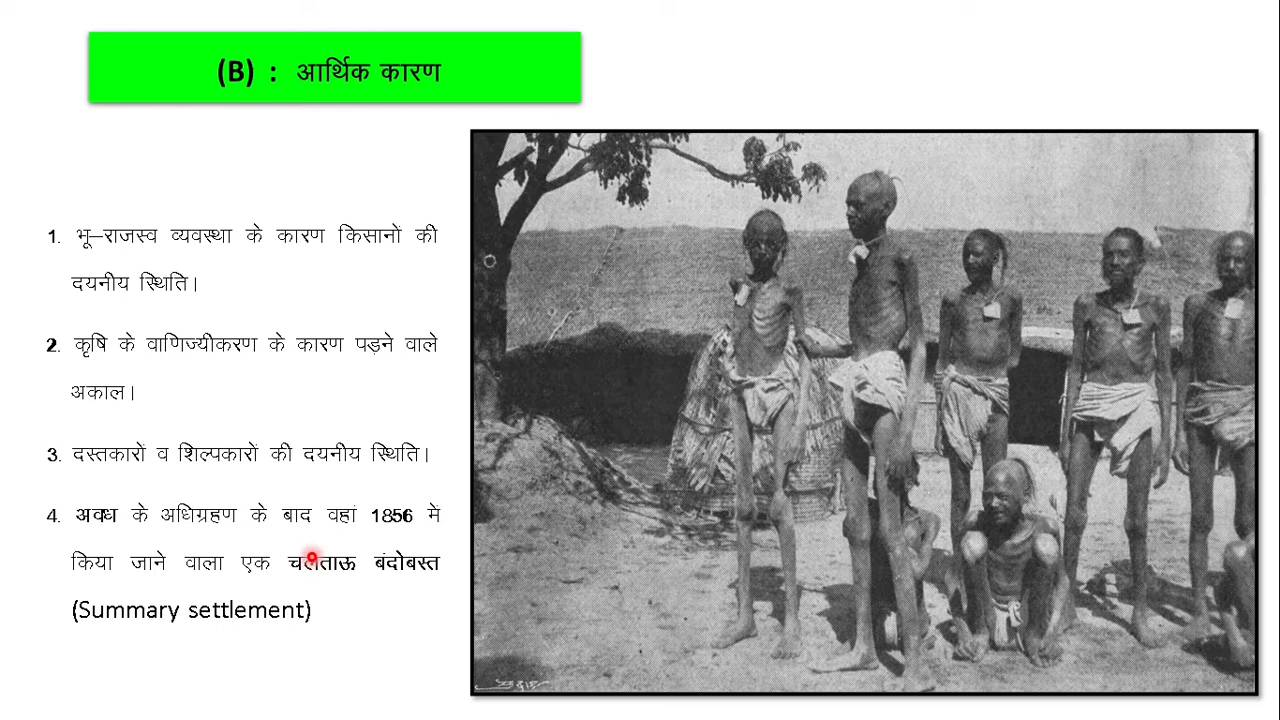 (B) : आर्थिक कारण
1. भू–राजस्व व्यवस्था के कारण किसानों की
दयनीय स्थिति।
2. कृषि के वाणिज्यीकरण के कारण पड़ने वाले
अकाल।
3. दस्तकारों व शिल्पकारों की दयनीय स्थिति।
4. अवध के अधिग्रहण के बाद वहां 1856 में
किया जाने वाला एक चलताऊ बंदोबस्त
(Summary settlement)